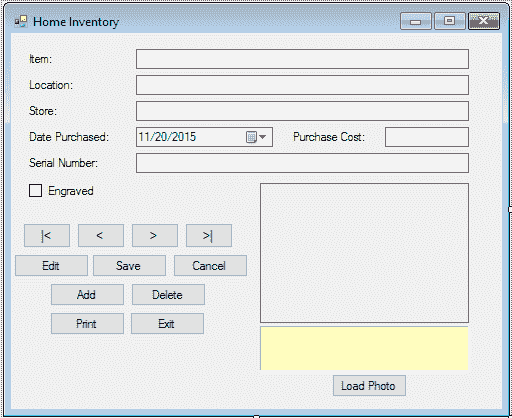 Home Inventory
Item:
Location:
Store:
Date Purchased: 11/20/2015 Purchase Cost:
Serial Number:
Engraved
|< < > >|
Edit Save Cancel
Add Delete
Print Exit
Load Photo